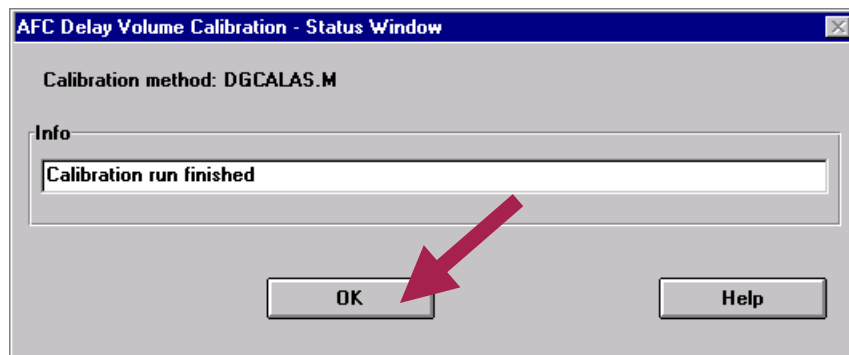 AFC Delay Volume Calibration - Status Window
Calibration method: DGCALAS.M
Info
Calibration run finished
OK Help